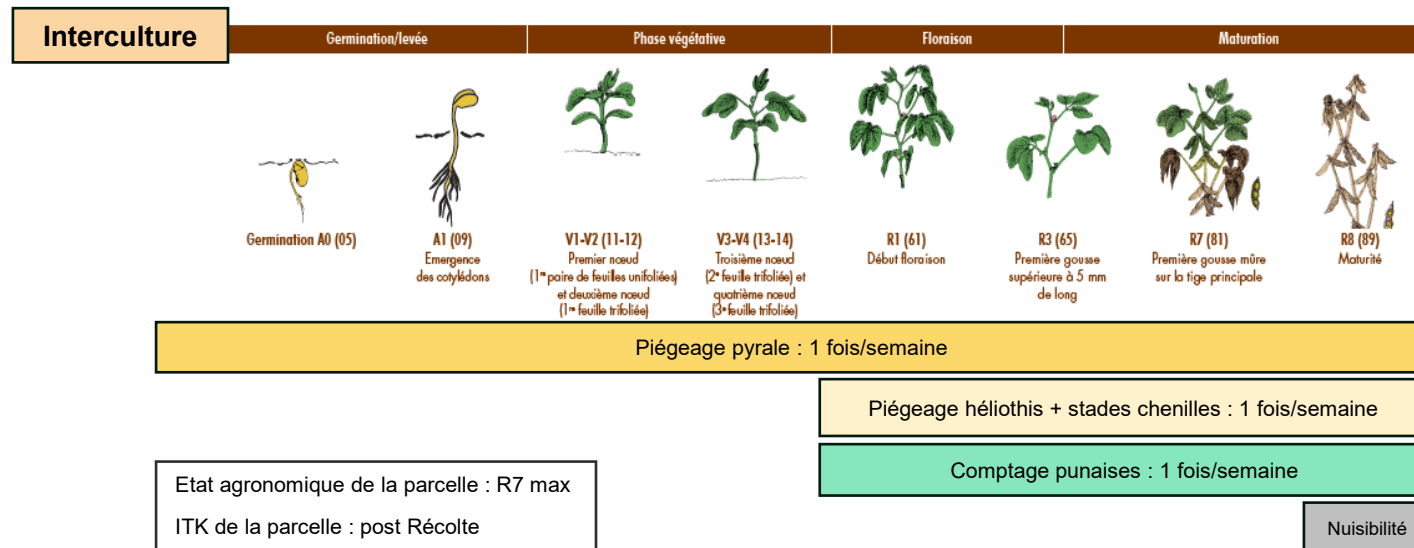 Interculture
Germination/levée
Phase végétative
Floraison
Maturation
Germination A0 (05)
A1 (09)
Emergence
des cotylédons
V1-V2 (11-12)
Premier nœud
(1re paire de feuilles unifoliées)
et deuxième nœud
(1re feuille trifoliée)
V3-V4 (13-14)
Troisième nœud
(2e feuille trifoliée) et
quatrième nœud
(3e feuille trifoliée)
R1 (61)
Début floraison
R3 (65)
Première gousse
supérieure à 5 mm
de long
R7 (81)
Première gousse mûre
sur la tige principale
R8 (89)
Maturité
Piégeage pyrale : 1 fois/semaine
Piégeage héliothis + stades chenilles : 1 fois/semaine
Comptage punaises : 1 fois/semaine
Etat agronomique de la parcelle : R7 max
ITK de la parcelle : post Récolte
Nuisibilité